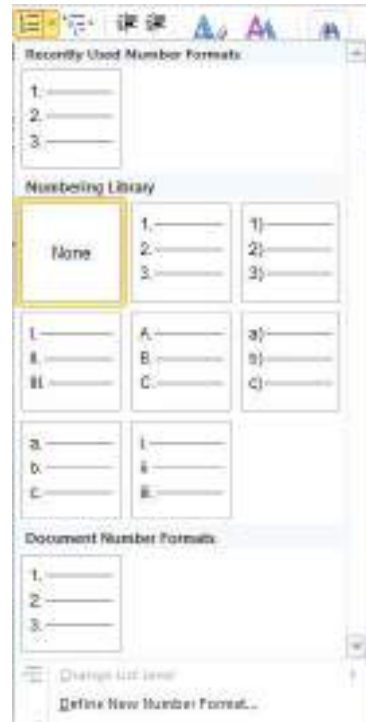 Recently Used Number Formats
1.
2.
3.
Numbering Library
None
1.
2.
3.
1)
2)
3)
I.
II.
III.
A.
B.
C.
a)
b)
c)
a.
b.
c.
i.
ii.
iii.
Document Number Formats
1.
2.
3.
Change List Level
Define New Number Format...